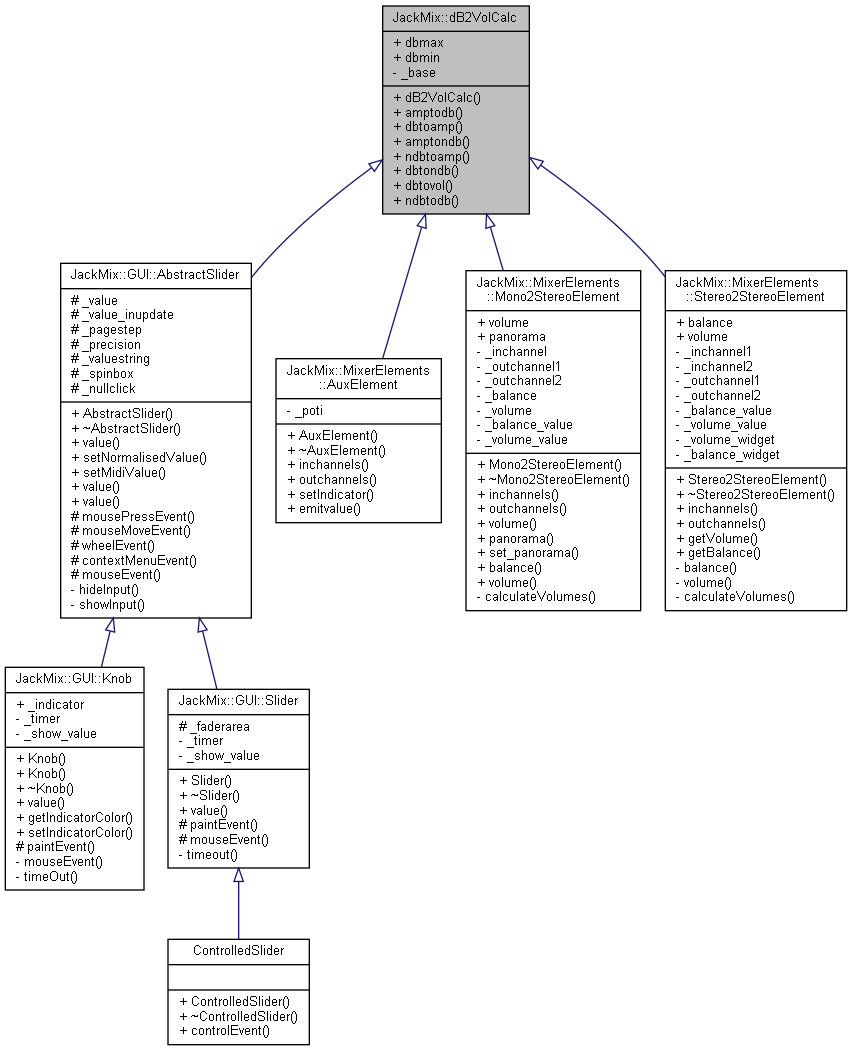 JackMix::dB2VolCalc
+ dbmax
+ dbmin
- _base
+ dB2VolCalc()
+ amptodb()
+ dbtoamp()
+ amptondb()
+ ndbtoamp()
+ dbtondb()
+ dbtovol()
+ ndbtodb()
JackMix::GUI::AbstractSlider
# _value
# _value_inupdate
# _pagestep
# _precision
# _valuestring
# _spinbox
# _nullclick
+ AbstractSlider()
+ ~AbstractSlider()
+ value()
+ setNormalisedValue()
+ setMidiValue()
+ value()
+ value()
# mousePressEvent()
# mouseMoveEvent()
# wheelEvent()
# contextMenuEvent()
# mouseEvent()
- hideInput()
- showInput()
JackMix::MixerElements
::AuxElement
- _poti
+ AuxElement()
+ ~AuxElement()
+ inchannels()
+ outchannels()
+ setIndicator()
+ emitvalue()
JackMix::MixerElements
::Mono2StereoElement
+ volume
+ panorama
- _inchannel
- _outchannel1
- _outchannel2
- _balance
- _volume
- _balance_value
- _volume_value
+ Mono2StereoElement()
+ ~Mono2StereoElement()
+ inchannels()
+ outchannels()
+ volume()
+ panorama()
+ set_panorama()
+ balance()
+ volume()
- calculateVolumes()
JackMix::MixerElements
::Stereo2StereoElement
+ balance
+ volume
- _inchannel1
- _inchannel2
- _outchannel1
- _outchannel2
- _balance_value
- _volume_value
- _volume_widget
- _balance_widget
+ Stereo2StereoElement()
+ ~Stereo2StereoElement()
+ inchannels()
+ outchannels()
+ getVolume()
+ getBalance()
- balance()
- volume()
- calculateVolumes()
JackMix::GUI::Knob
+ _indicator
- _timer
- _show_value
+ Knob()
+ Knob()
+ ~Knob()
+ value()
+ getIndicatorColor()
+ setIndicatorColor()
# paintEvent()
- mouseEvent()
- timeOut()
JackMix::GUI::Slider
# _faderarea
- _timer
- _show_value
+ Slider()
+ ~Slider()
+ value()
# paintEvent()
# mouseEvent()
- timeout()
ControlledSlider
+ ControlledSlider()
+ ~ControlledSlider()
+ controlEvent()